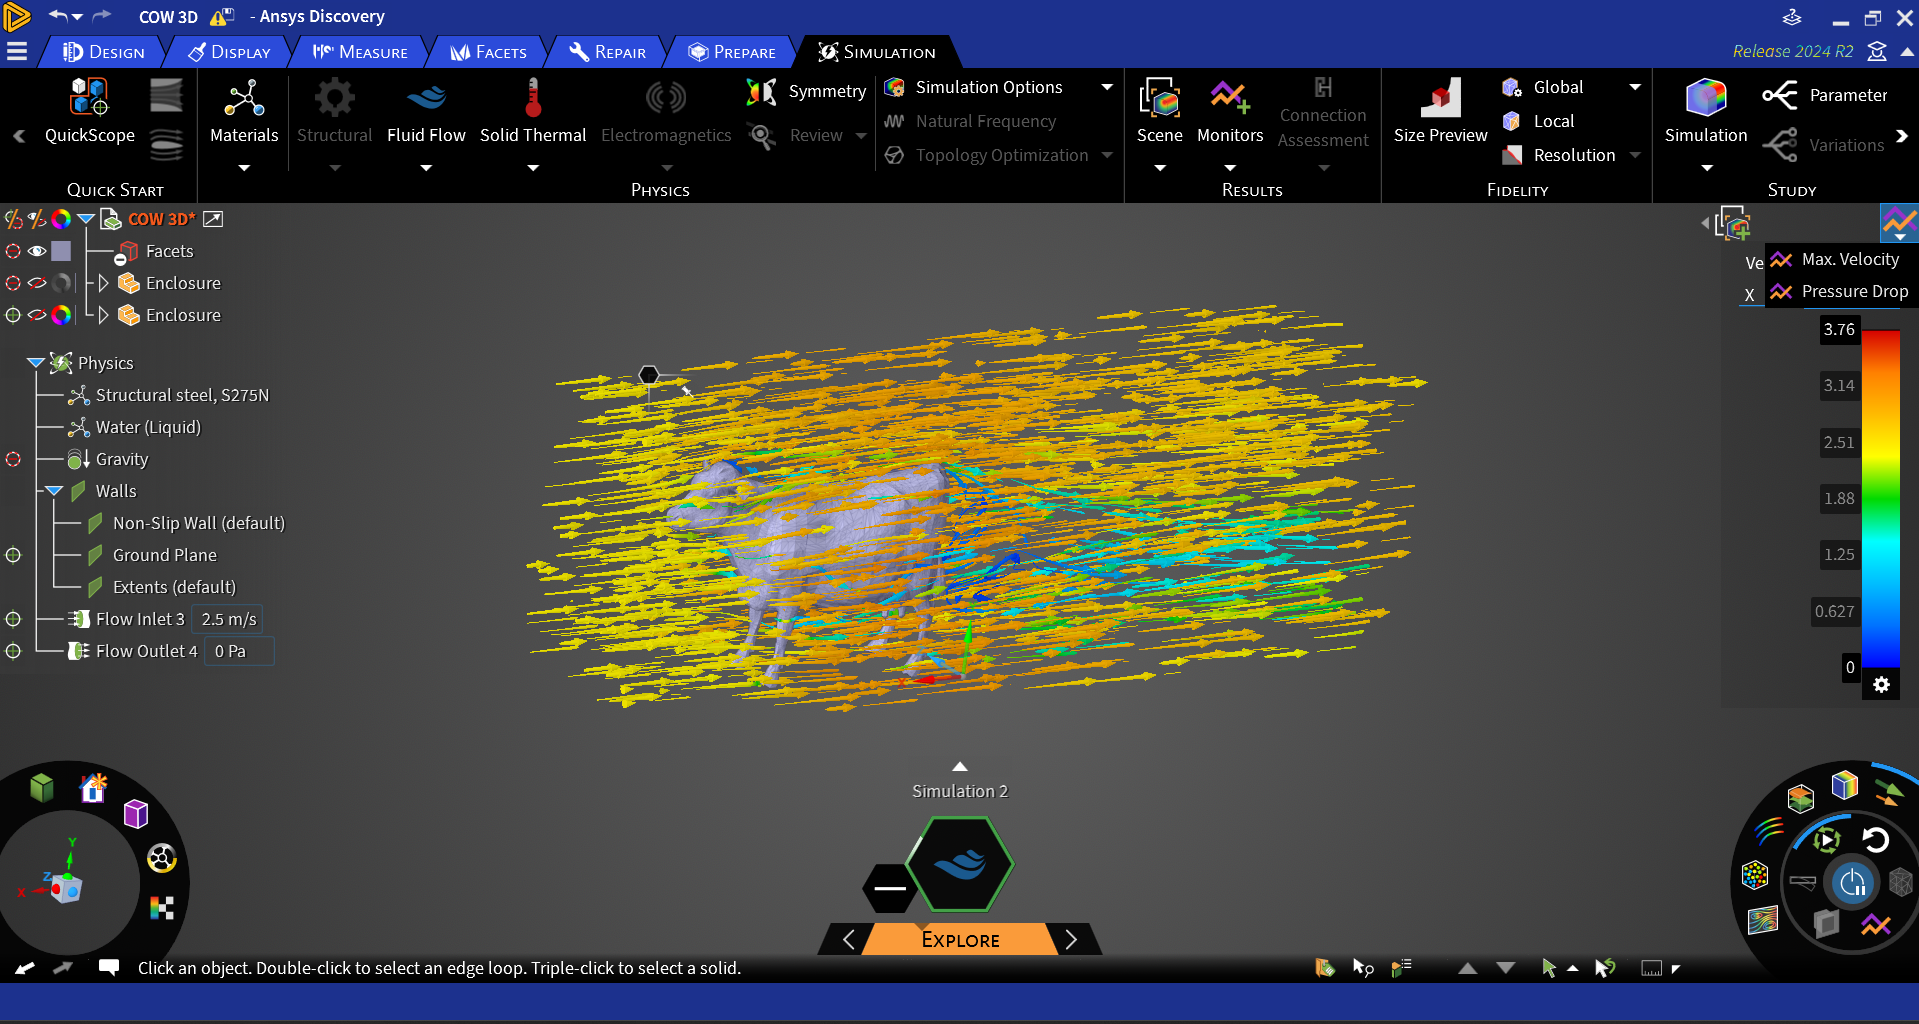 COW 3D - Ansys Discovery
Design Display Measure Facets Repair Prepare Simulation
Release 2024 R2
QuickScope
Materials
Structural
Fluid Flow
Solid Thermal
Electromagnetics
Symmetry
Review
Simulation Options
Natural Frequency
Topology Optimization
Scene
Monitors
Connection
Assessment
Size Preview
Global
Local
Resolution
Simulation
Parameter
Variations
Quick Start Physics Results Fidelity Study
COW 3D*
Facets
Enclosure
Enclosure
Physics
Structural steel, S275N
Water (Liquid)
Gravity
Walls
Non-Slip Wall (default)
Ground Plane
Extents (default)
Flow Inlet 3 2.5 m/s
Flow Outlet 4 0 Pa
Ve
Max. Velocity
X
Pressure Drop
3.76
3.14
2.51
1.88
1.25
0.627
0
X
Y
Z
X
Simulation 2
Explore
Click an object. Double-click to select an edge loop. Triple-click to select a solid.